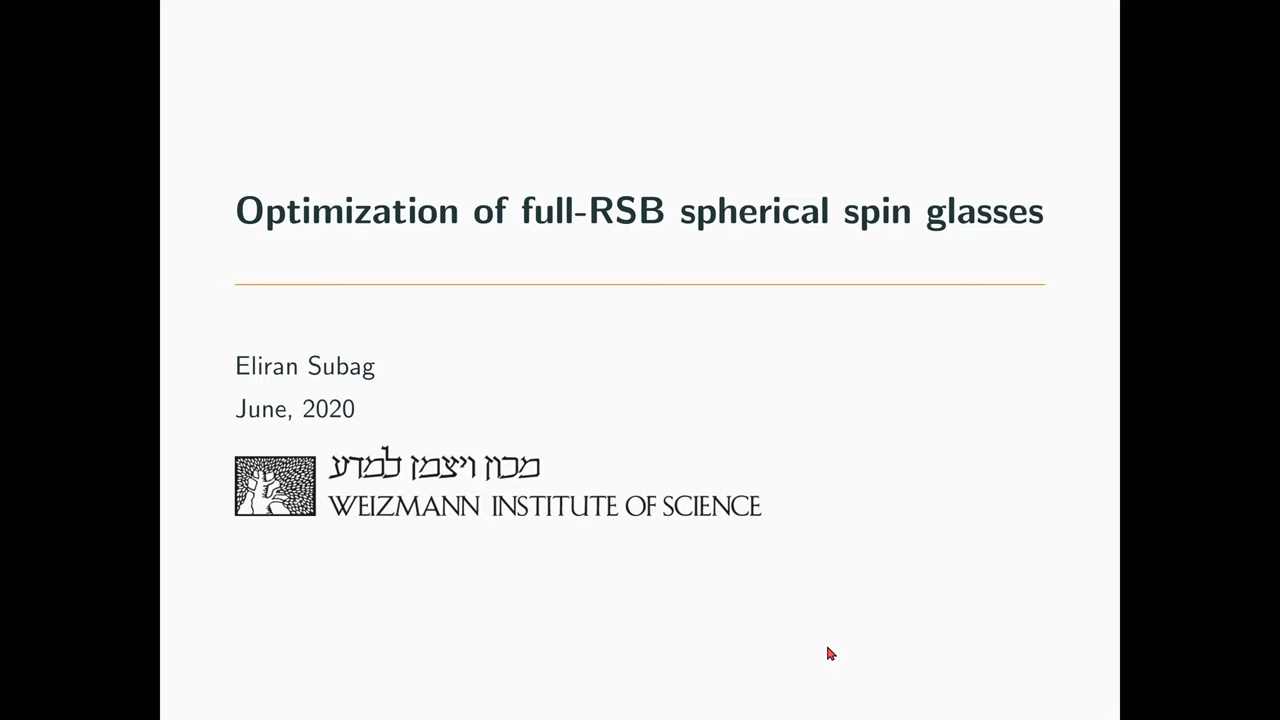 Optimization of full-RSB spherical spin glasses
Eliran Subag
June, 2020
מכון ויצמן למדע
WEIZMANN INSTITUTE OF SCIENCE